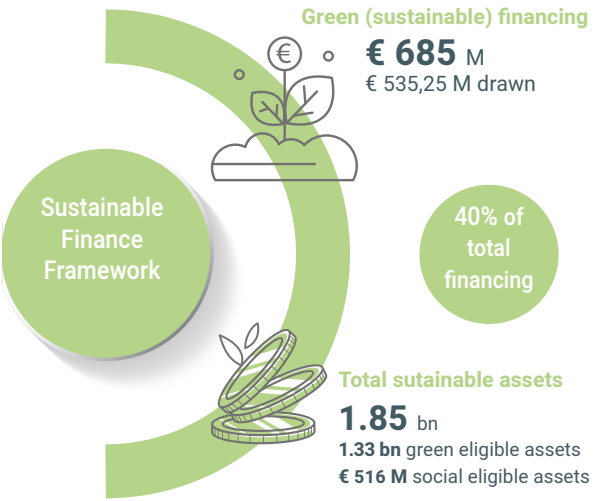 Green (sustainable) financing
€ 685 M
€ 535,25 M drawn
€
Sustainable
Finance
Framework
40% of
total
financing
Total sutainable assets
1.85 bn
1.33 bn green eligible assets
€ 516 M social eligible assets